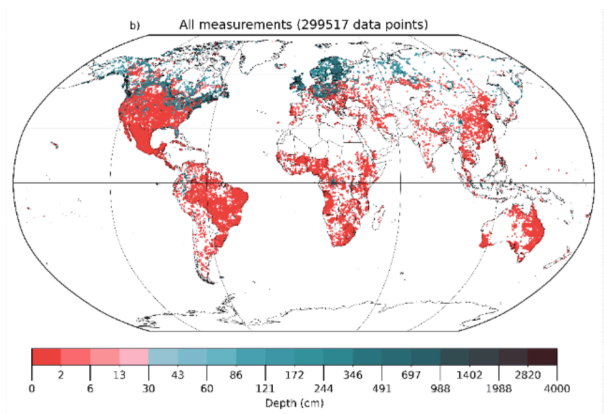 b) All measurements (299517 data points)
2 13 43 86 172 346 697 1402 2820
0 6 30 60 121 244 491 988 1988 4000
Depth (cm)